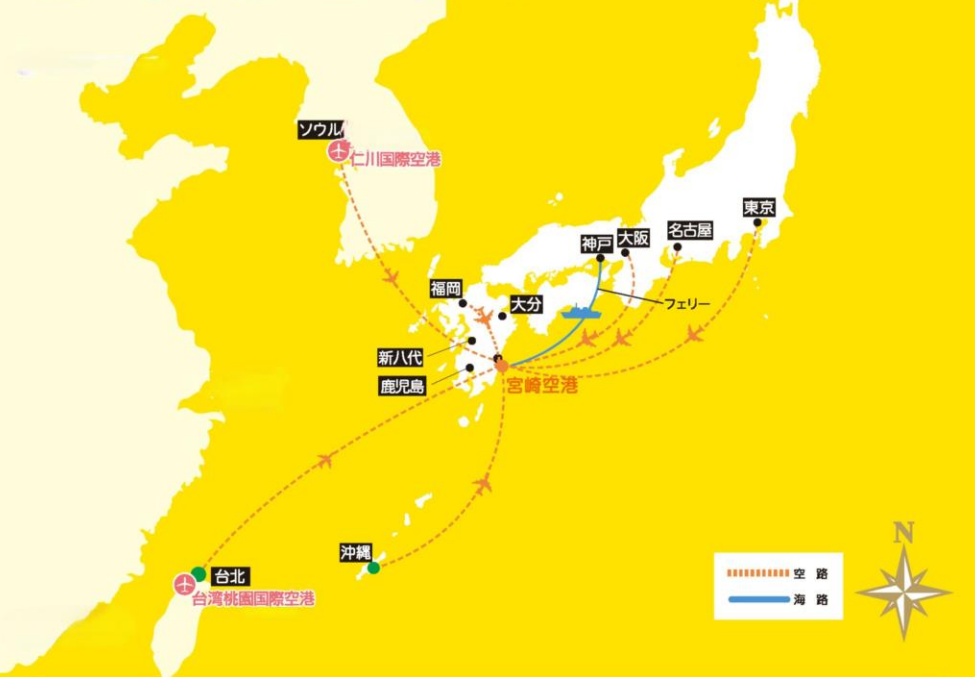 ソウル
仁川国際空港
東京
名古屋
大阪
神戸
福岡
大分
フェリー
新八代
鹿児島
宮崎空港
沖縄
台北
台湾桃園国際空港
N
空路
海路